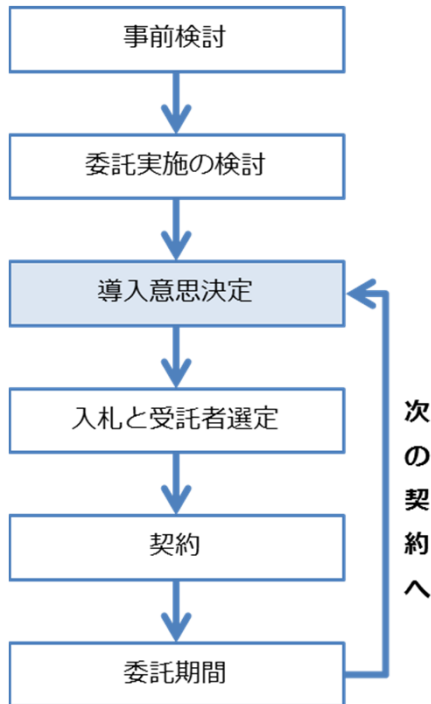 事前検討
委託実施の検討
導入意思決定
入札と受託者選定
契約
委託期間
次の契約へ